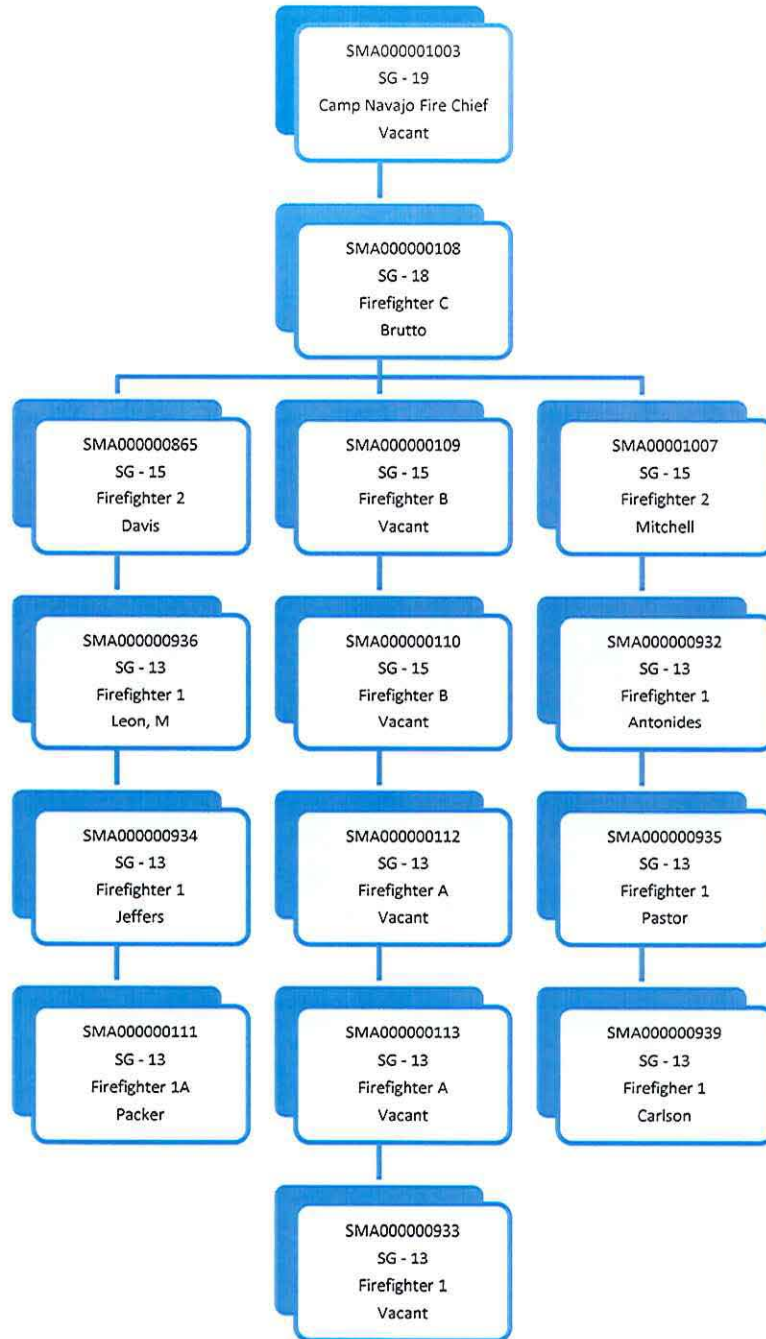 SMA000001003
SG - 19
Camp Navajo Fire Chief
Vacant
SMA000000108
SG - 18
Firefighter C
Brutto
SMA000000865
SG - 15
Firefighter 2
Davis
SMA000000109
SG - 15
Firefighter B
Vacant
SMA00001007
SG - 15
Firefighter 2
Mitchell
SMA000000936
SG - 13
Firefighter 1
Leon, M
SMA000000110
SG - 15
Firefighter B
Vacant
SMA000000932
SG - 13
Firefighter 1
Antonides
SMA000000934
SG - 13
Firefighter 1
Jeffers
SMA000000112
SG - 13
Firefighter A
Vacant
SMA000000935
SG - 13
Firefighter 1
Pastor
SMA000000111
SG - 13
Firefighter 1A
Packer
SMA000000113
SG - 13
Firefighter A
Vacant
SMA000000939
SG - 13
Firefigher 1
Carlson
SMA000000933
SG - 13
Firefighter 1
Vacant